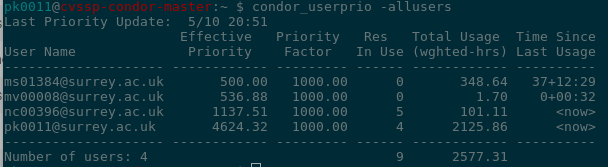 pk0011@cvssp-condor-master:~ $ condor_userprio -allusers
Last Priority Update:  5/10 20:51
                     Effective   Priority   Res   Total Usage  Time Since
User Name             Priority    Factor   In Use (wghted-hrs) Last Usage
-------------------- ------------ --------- ------ ------------ ----------
ms01384@surrey.ac.uk       500.00   1000.00      0       348.64   37+12:29
mv00008@surrey.ac.uk       536.88   1000.00      0         1.70    0+00:32
nc00396@surrey.ac.uk      1137.51   1000.00      5       101.11      <now>
pk0011@surrey.ac.uk       4624.32   1000.00      4      2125.86      <now>
-------------------- ------------ --------- ------ ------------ ----------
Number of users: 4                               9      2577.31